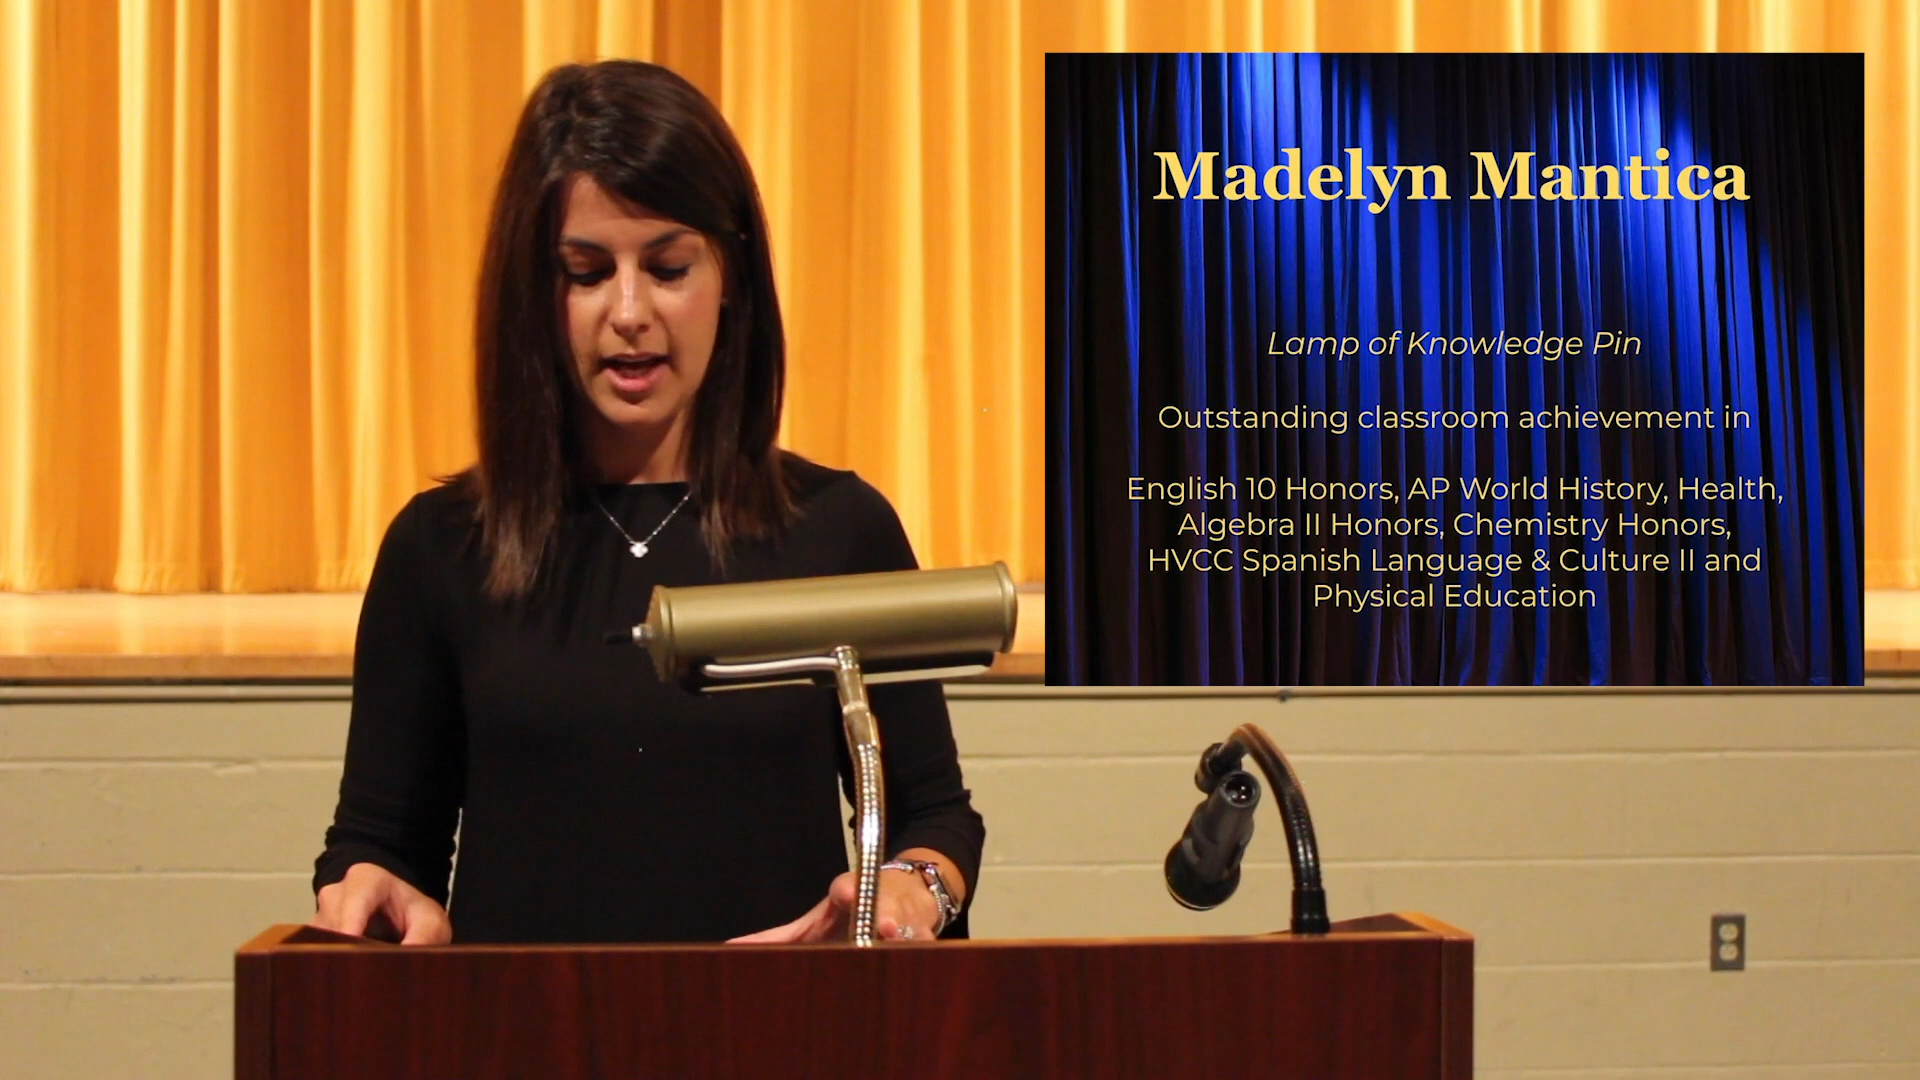 Madelyn Mantica
Lamp of Knowledge Pin
Outstanding classroom achievement in
English 10 Honors, AP World History, Health,
Algebra II Honors, Chemistry Honors,
HVCC Spanish Language & Culture II and
Physical Education